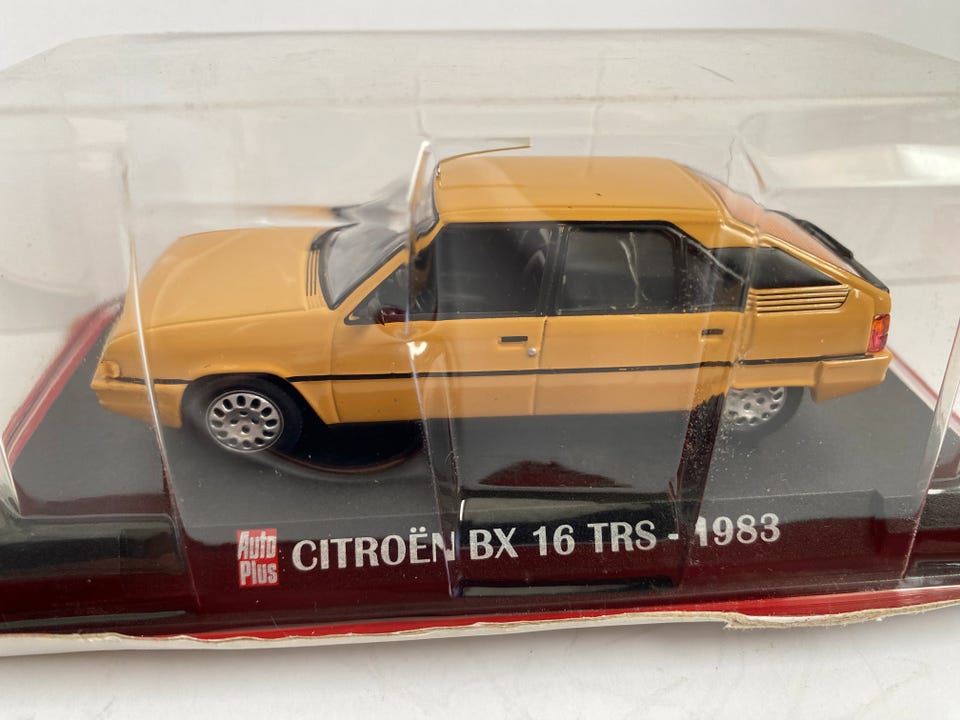 Auto
Plus
CITROËN BX 16 TRS - 1983